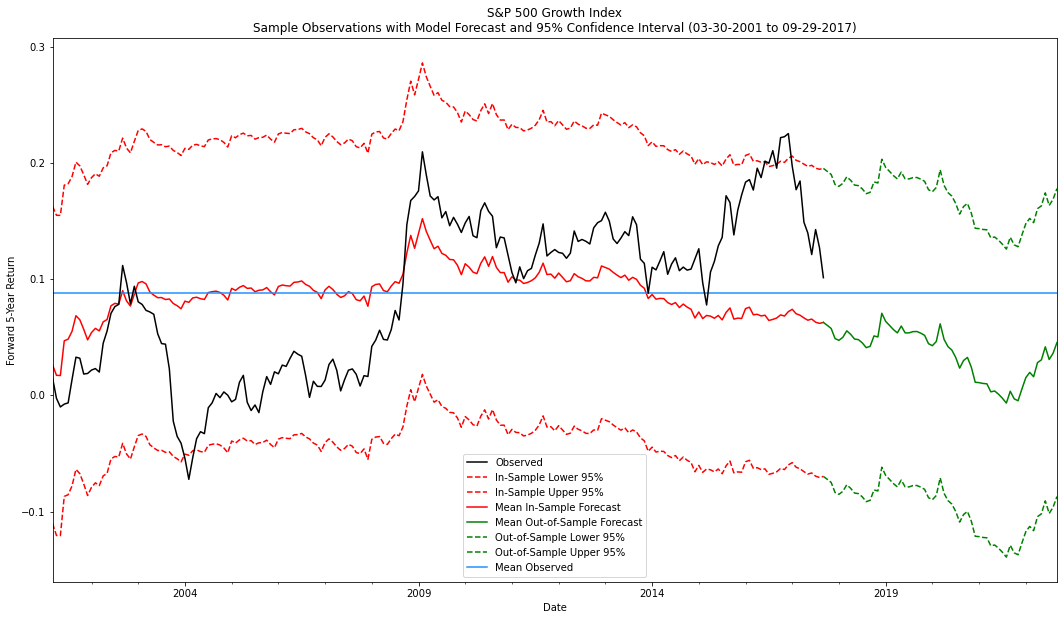 S&P 500 Growth Index
Sample Observations with Model Forecast and 95% Confidence Interval (03-30-2001 to 09-29-2017)
0.3
0.2
0.1
0.0
−0.1
Forward 5-Year Return
Observed
In-Sample Lower 95%
In-Sample Upper 95%
Mean In-Sample Forecast
Mean Out-of-Sample Forecast
Out-of-Sample Lower 95%
Out-of-Sample Upper 95%
Mean Observed
2004
2009
2014
2019
Date